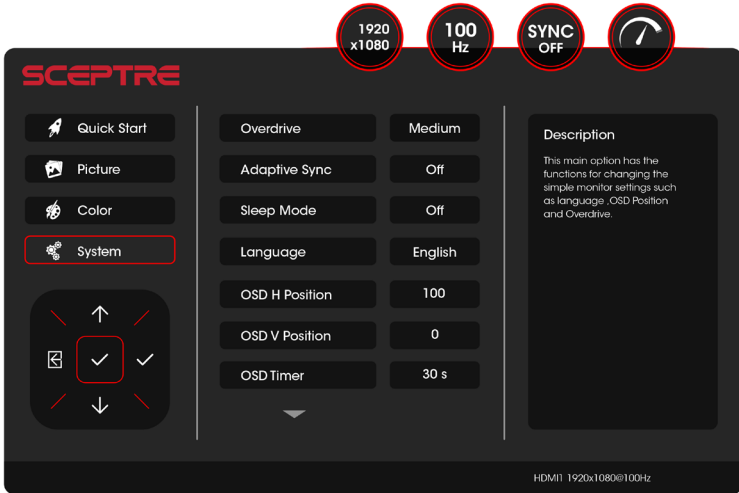 1920
x1080
100
Hz
SYNC
OFF
SCEPTRE
Quick Start
Picture
Color
System
Overdrive Medium
Adaptive Sync Off
Sleep Mode Off
Language English
OSD H Position 100
OSD V Position 0
OSD Timer 30 s
Description
This main option has the
functions for changing the
simple monitor settings such
as language ,OSD Position
and Overdrive.
HDMI1 1920x1080@100Hz